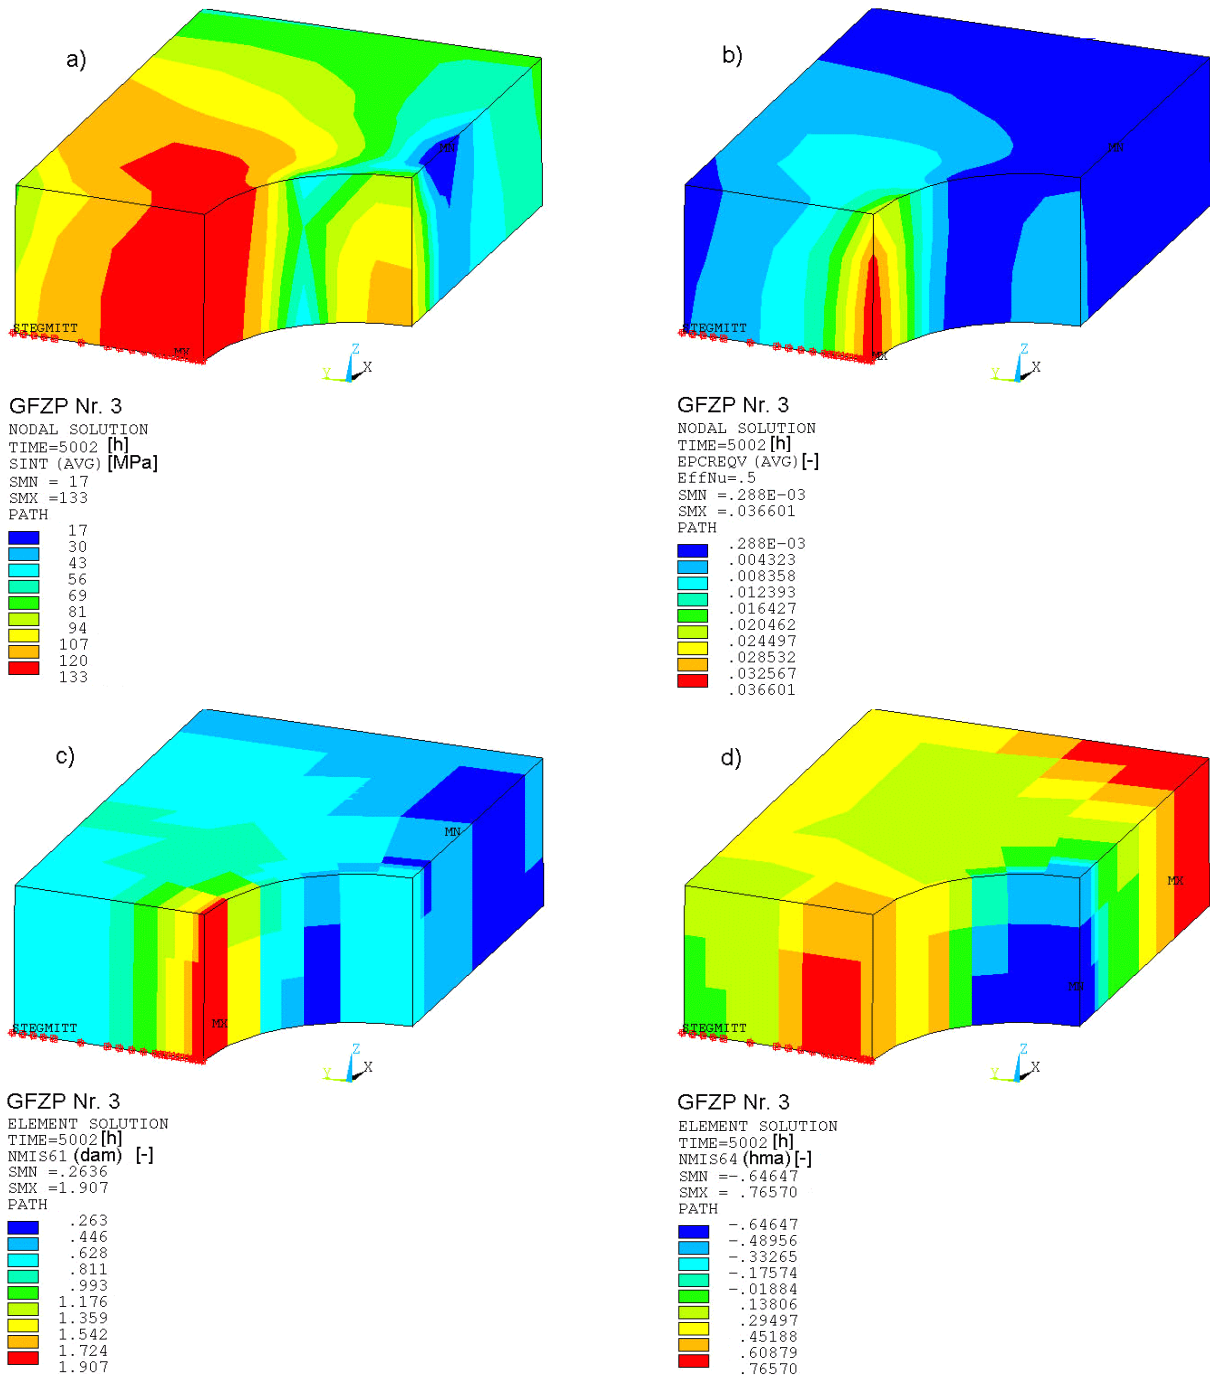 a)
MN
STEGMITT
MX
Z
Y
X
GFZP Nr. 3
NODAL SOLUTION
TIME=5002 [h]
SINT (AVG) [MPa]
SMN = 17
SMX =133
PATH
17
30
43
56
69
81
94
107
120
133
b)
MN
STEGMITT
MX
Z
Y
X
GFZP Nr. 3
NODAL SOLUTION
TIME=5002 [h]
EPCREQV (AVG) [-]
EffNu=.5
SMN =.288E-03
SMX =.036601
PATH
.288E-03
.004323
.008358
.012393
.016427
.020462
.024497
.028532
.032567
.036601
c)
MN
STEGMITT
MX
Z
Y
X
GFZP Nr. 3
ELEMENT SOLUTION
TIME=5002 [h]
NMIS61 (dam) [-]
SMN =.2636
SMX =1.907
PATH
.263
.446
.628
.811
.993
1.176
1.359
1.542
1.724
1.907
d)
MX
MN
STEGMITT
Z
Y
X
GFZP Nr. 3
ELEMENT SOLUTION
TIME=5002 [h]
NMIS64 (hma) [-]
SMN =-.64647
SMX = .76570
PATH
-.64647
-.48956
-.33265
-.17574
-.01884
.13806
.29497
.45188
.60879
.76570